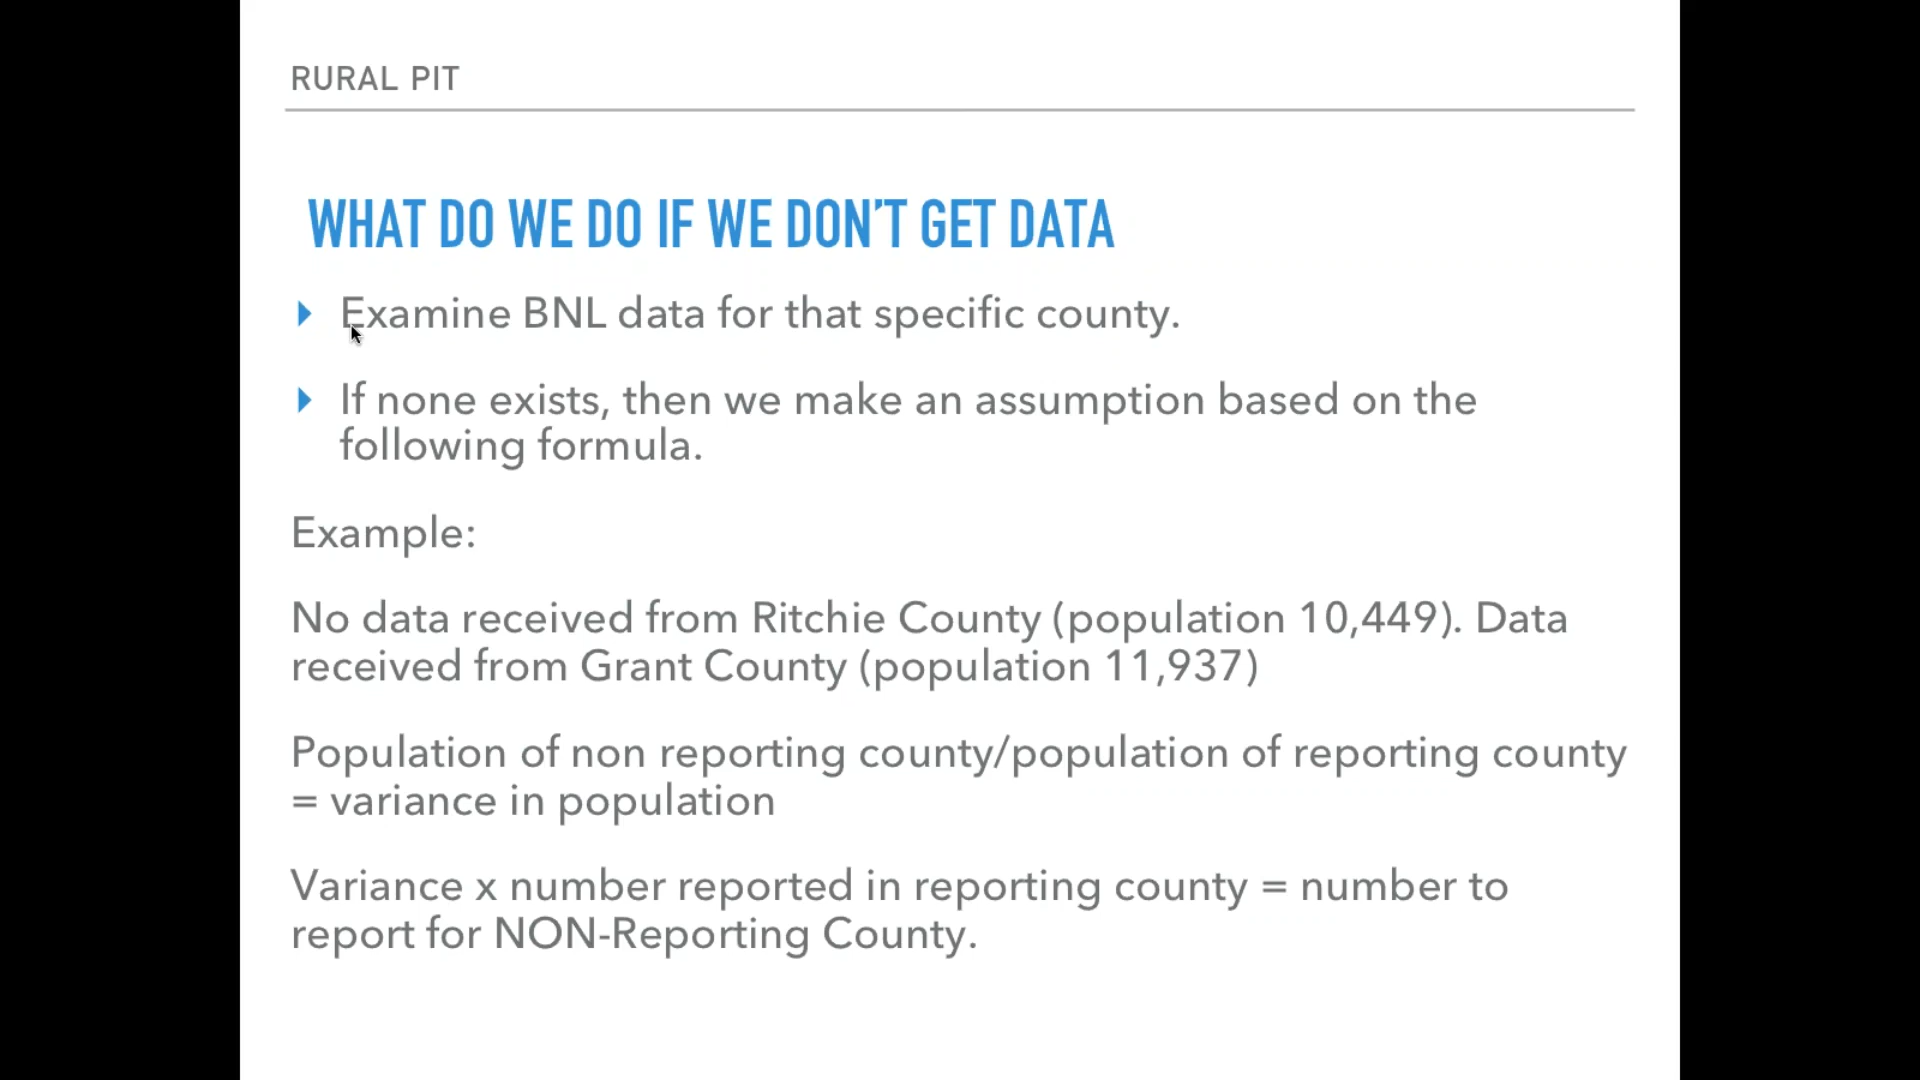 RURAL PIT
WHAT DO WE DO IF WE DON'T GET DATA
Examine BNL data for that specific county.
If none exists, then we make an assumption based on the
following formula.
Example:
No data received from Ritchie County (population 10,449). Data
received from Grant County (population 11,937)
Population of non reporting county/population of reporting county
= variance in population
Variance x number reported in reporting county = number to
report for NON-Reporting County.